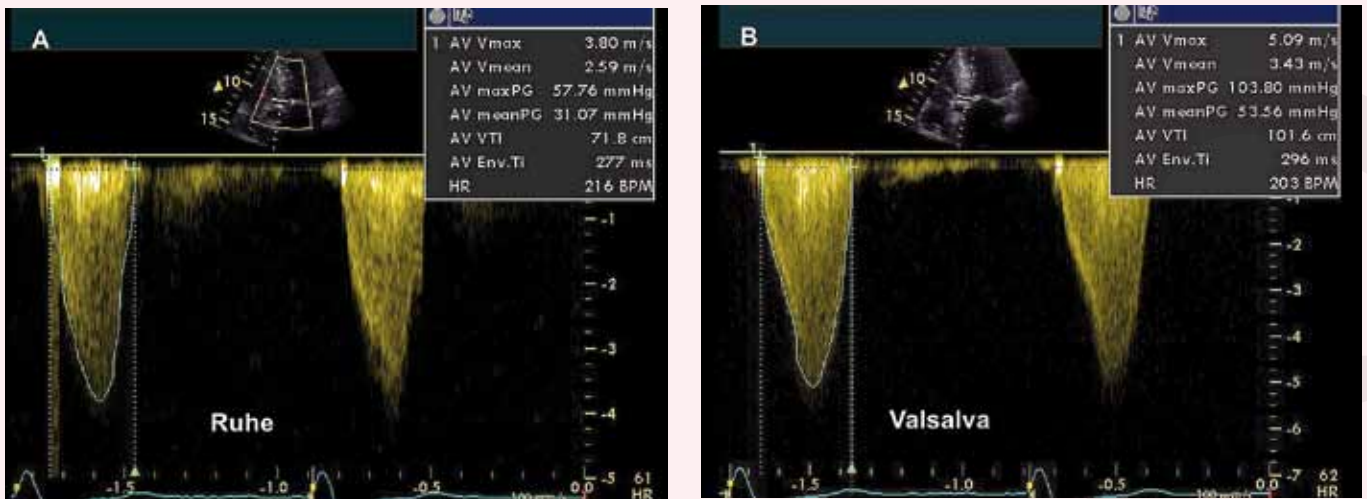 A
1 AV Vmax 3.80 m/s
AV Vmean 2.59 m/s
AV maxPG 57.76 mmHg
AV meanPG 31.07 mmHg
AV VTI 71.8 cm
AV Env.Ti 277 ms
HR 216 BPM
10
15
1
-1
-2
-3
-4
-5
Ruhe
-1.5
-1.0
-0.5
0.0
61
HR
B
1 AV Vmax 5.09 m/s
AV Vmean 3.43 m/s
AV maxPG 103.80 mmHg
AV meanPG 53.56 mmHg
AV VTI 101.6 cm
AV Env.Ti 296 ms
HR 203 BPM
10
15
1
-1
-2
-3
-4
-5
-6
-7
Valsalva
-1.5
-1.0
-0.5
0.0
62
HR